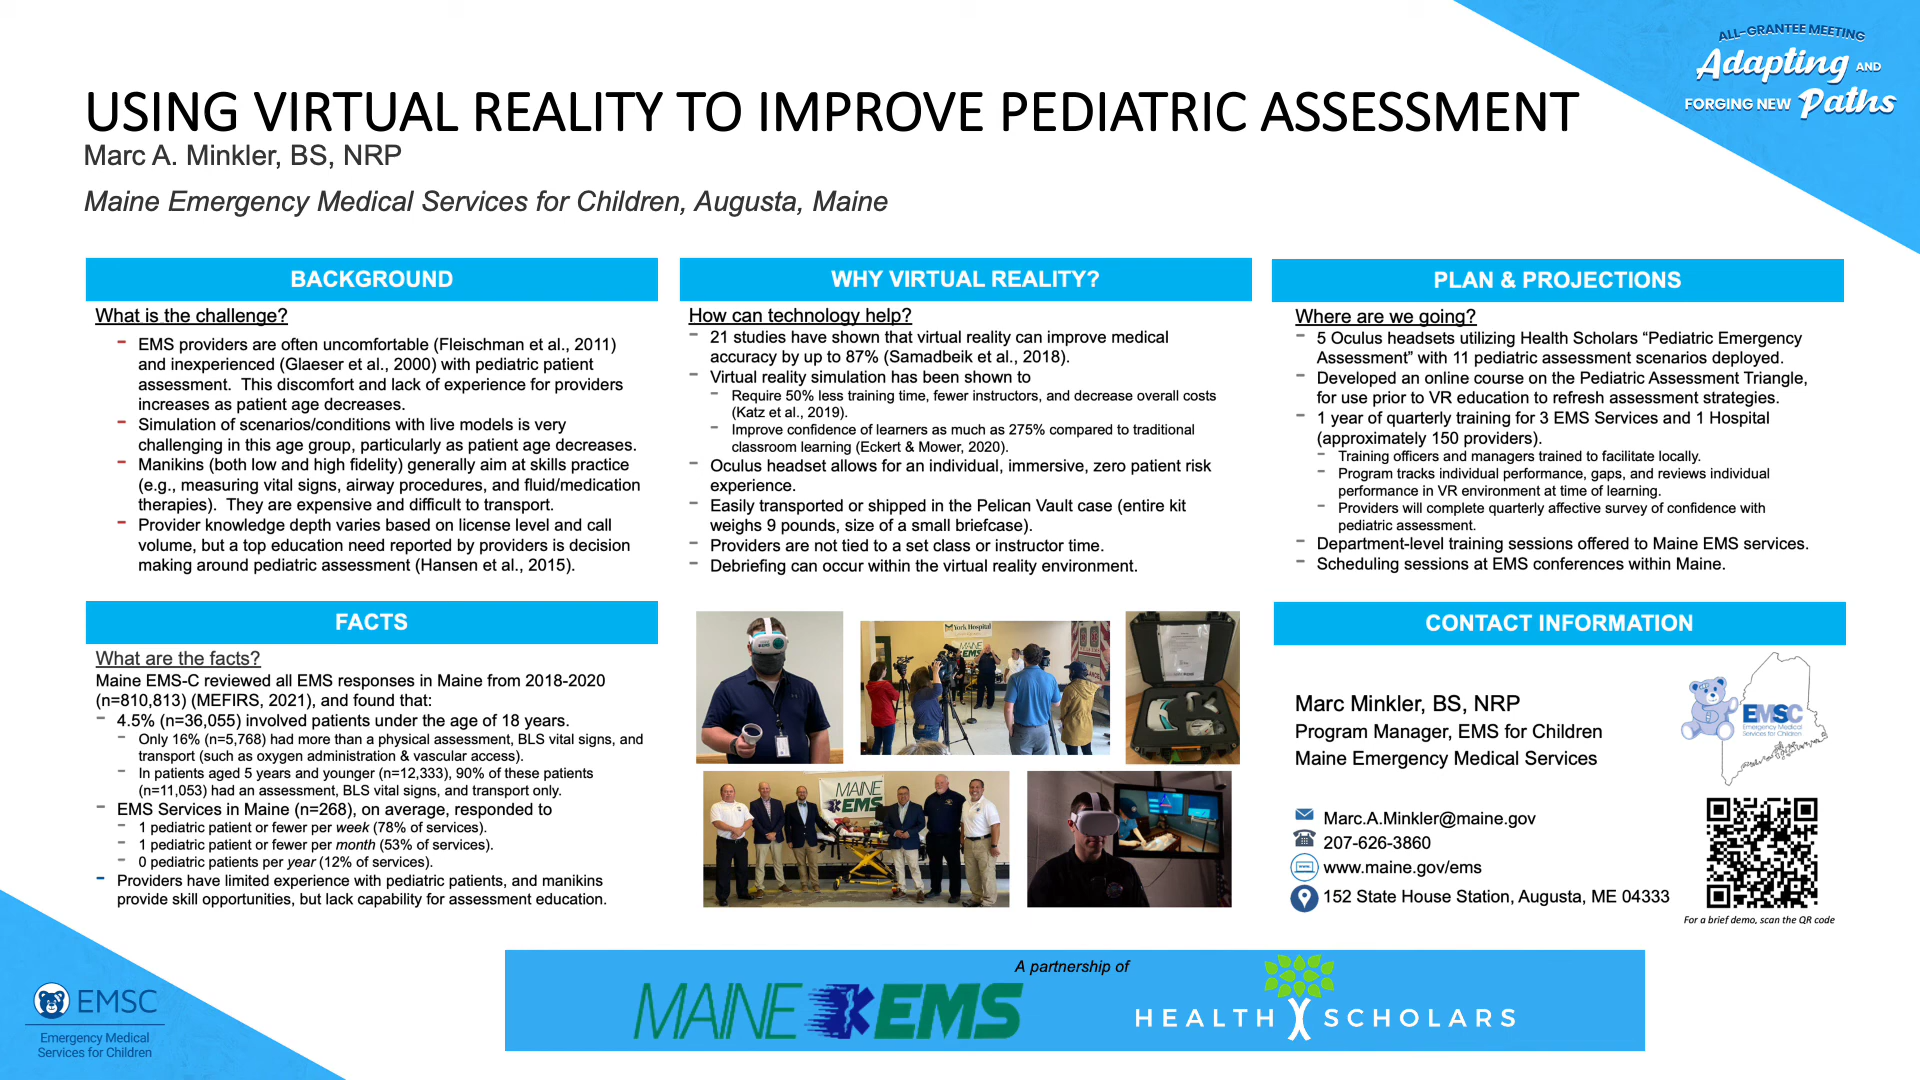 ALL-GRANTEE MEETING
Adapting AND
FORGING NEW Paths
USING VIRTUAL REALITY TO IMPROVE PEDIATRIC ASSESSMENT
Marc A. Minkler, BS, NRP
Maine Emergency Medical Services for Children, Augusta, Maine
BACKGROUND
What is the challenge?
- EMS providers are often uncomfortable (Fleischman et al., 2011)
and inexperienced (Glaeser et al., 2000) with pediatric patient
assessment. This discomfort and lack of experience for providers
increases as patient age decreases.
- Simulation of scenarios/conditions with live models is very
challenging in this age group, particularly as patient age decreases.
- Manikins (both low and high fidelity) generally aim at skills practice
(e.g., measuring vital signs, airway procedures, and fluid/medication
therapies). They are expensive and difficult to transport.
- Provider knowledge depth varies based on license level and call
volume, but a top education need reported by providers is decision
making around pediatric assessment (Hansen et al., 2015).
FACTS
What are the facts?
Maine EMS-C reviewed all EMS responses in Maine from 2018-2020
(n=810,813) (MEFIRS, 2021), and found that:
- 4.5% (n=36,055) involved patients under the age of 18 years.
- Only 16% (n=5,768) had more than a physical assessment, BLS vital signs, and
transport (such as oxygen administration & vascular access).
- In patients aged 5 years and younger (n=12,333), 90% of these patients
(n=11,053) had an assessment, BLS vital signs, and transport only.
- EMS Services in Maine (n=268), on average, responded to
- 1 pediatric patient or fewer per week (78% of services).
- 1 pediatric patient or fewer per month (53% of services).
- 0 pediatric patients per year (12% of services).
- Providers have limited experience with pediatric patients, and manikins
provide skill opportunities, but lack capability for assessment education.
WHY VIRTUAL REALITY?
How can technology help?
- 21 studies have shown that virtual reality can improve medical
accuracy by up to 87% (Samadbeik et al., 2018).
- Virtual reality simulation has been shown to
- Require 50% less training time, fewer instructors, and decrease overall costs
(Katz et al., 2019).
- Improve confidence of learners as much as 275% compared to traditional
classroom learning (Eckert & Mower, 2020).
- Oculus headset allows for an individual, immersive, zero patient risk
experience.
- Easily transported or shipped in the Pelican Vault case (entire kit
weighs 9 pounds, size of a small briefcase).
- Providers are not tied to a set class or instructor time.
- Debriefing can occur within the virtual reality environment.
York Hospital
MAINE
EMS
MAINE
EMS
PLAN & PROJECTIONS
Where are we going?
- 5 Oculus headsets utilizing Health Scholars “Pediatric Emergency
Assessment” with 11 pediatric assessment scenarios deployed.
- Developed an online course on the Pediatric Assessment Triangle,
for use prior to VR education to refresh assessment strategies.
- 1 year of quarterly training for 3 EMS Services and 1 Hospital
(approximately 150 providers).
- Training officers and managers trained to facilitate locally.
- Program tracks individual performance, gaps, and reviews individual
performance in VR environment at time of learning.
- Providers will complete quarterly affective survey of confidence with
pediatric assessment.
- Department-level training sessions offered to Maine EMS services.
- Scheduling sessions at EMS conferences within Maine.
CONTACT INFORMATION
Marc Minkler, BS, NRP
Program Manager, EMS for Children
Maine Emergency Medical Services
EMSC
Emergency Medical
Services for Children
Marc.A.Minkler@maine.gov
207-626-3860
www.maine.gov/ems
152 State House Station, Augusta, ME 04333
For a brief demo, scan the QR code
A partnership of
MAINE EMS
HEALTH SCHOLARS
EMSC
Emergency Medical
Services for Children